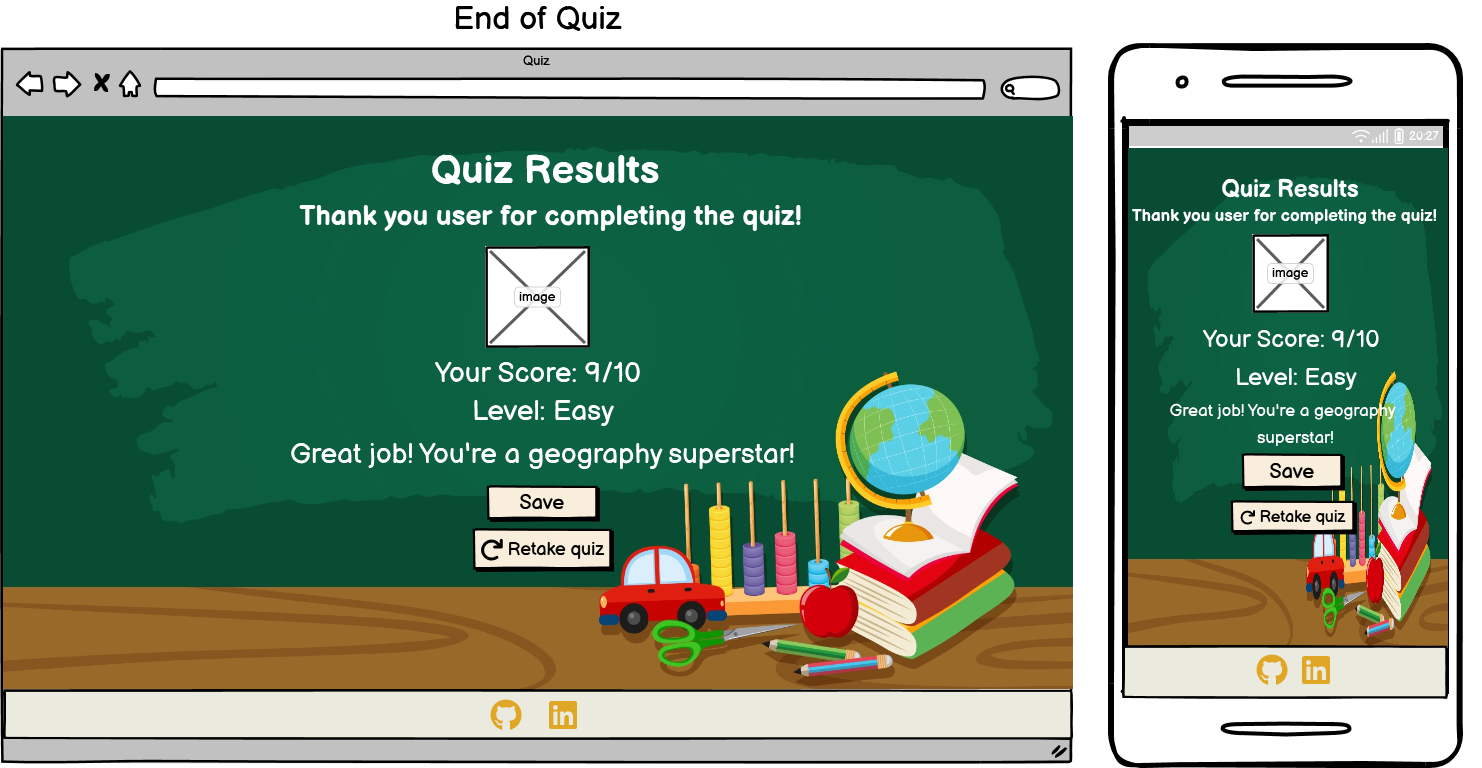 End of Quiz
Quiz
Quiz Results
Thank you user for completing the quiz!
image
Your Score: 9/10
Level: Easy
Great job! You're a geography superstar!
Save
Retake quiz
in
20:27
Quiz Results
Thank you user for completing the quiz!
image
Your Score: 9/10
Level: Easy
Great job! You're a geography
superstar!
Save
Retake quiz
in